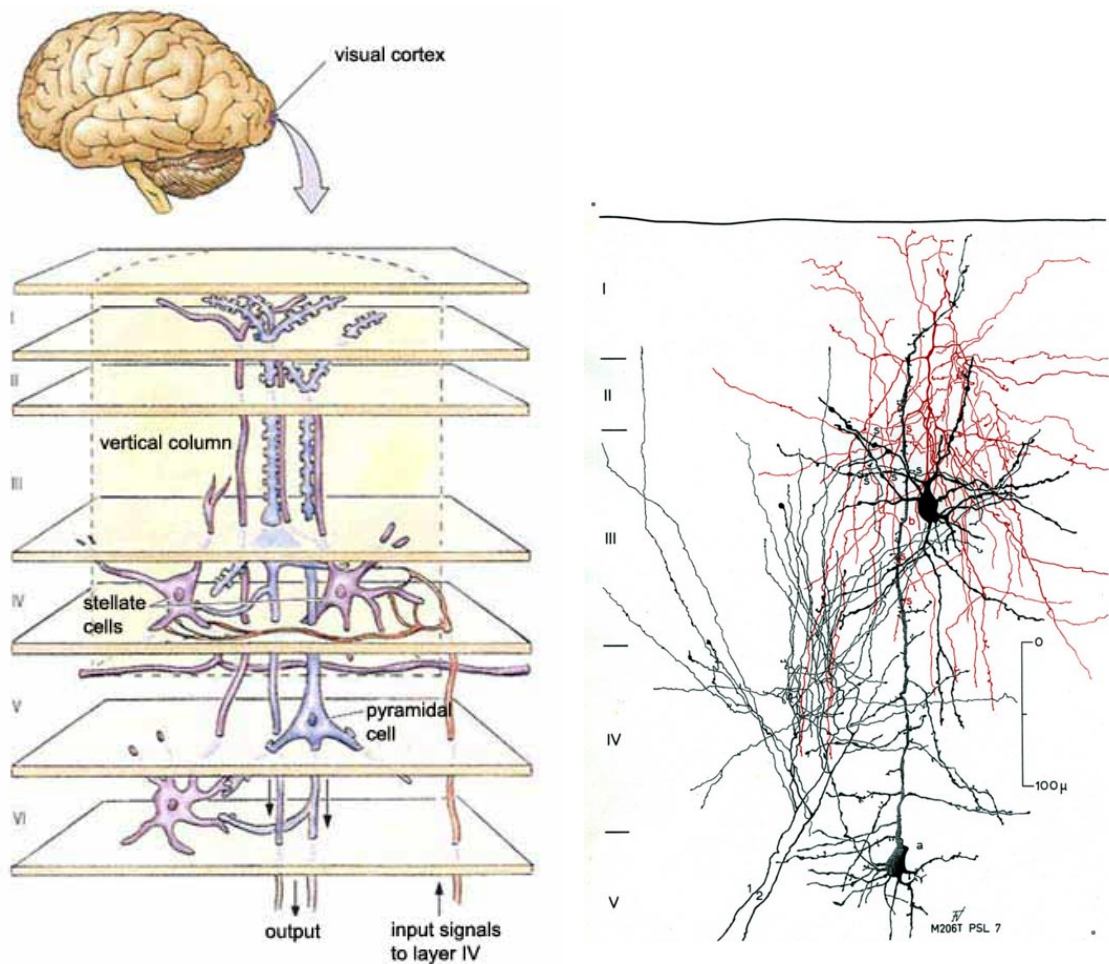 visual cortex
I
II
vertical column
III
IV
stellate
cells
V
pyramidal
cell
VI
output
input signals
to layer IV
I
II
s
s
s
s
s
III
b
s
s
0
IV
100 μ
a
1
2
V
M206T PSL 7